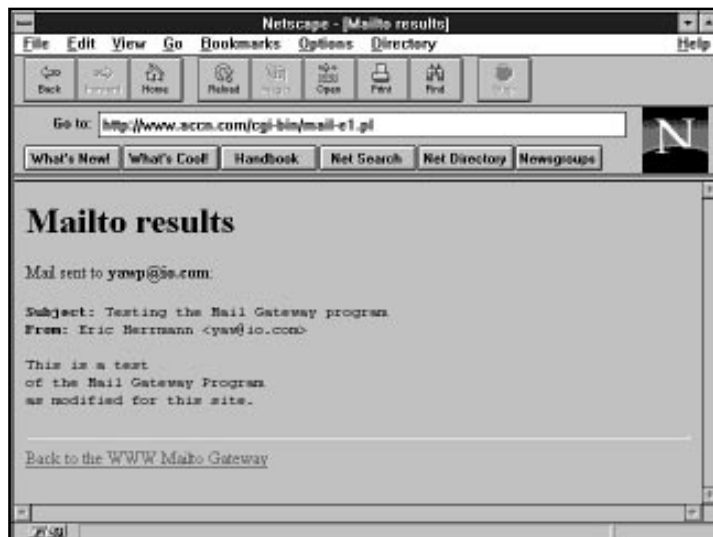 Netscape - [Mailto results]
File Edit View Go Bookmarks Options Directory Help
Back Forward Home Reload Images Open Print Find Stop
Go to: http://www.accn.com/cgi-bin/mail-e1.pl
What's New! What's Cool! Handbook Net Search Net Directory Newsgroups
N
Mailto results
Mail sent to yawp@io.com:
Subject: Testing the Mail Gateway program
From: Eric Herrmann <yaw@io.com>
This is a test
of the Mail Gateway Program
as modified for this site.
Back to the WWW Mailto Gateway